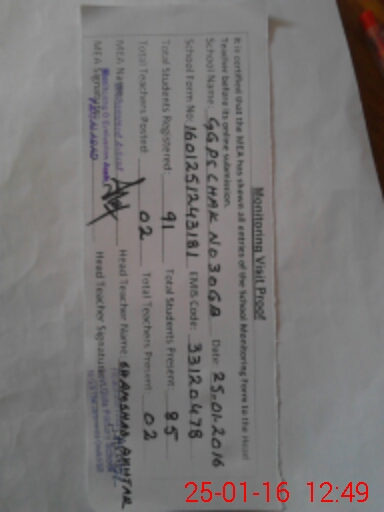 Monitoring Visit Proof
It is certified that the MEA has shown all entries of the School Monitoring Form to the Head
Teacher before its online submission.
School Name: GGPS CHAK NO 30GB Date: 25.01.2016
School Form No: 1601251243181 EMIS Code: 33120478
Total Students Registered: 91 Total Students Present: 85
Total Teachers Posted: 02 Total Teachers Present: 02
MEA Name Head Teacher Name AKHTAR
MEA Signature Head Teacher Signature
25-01-16 12:49